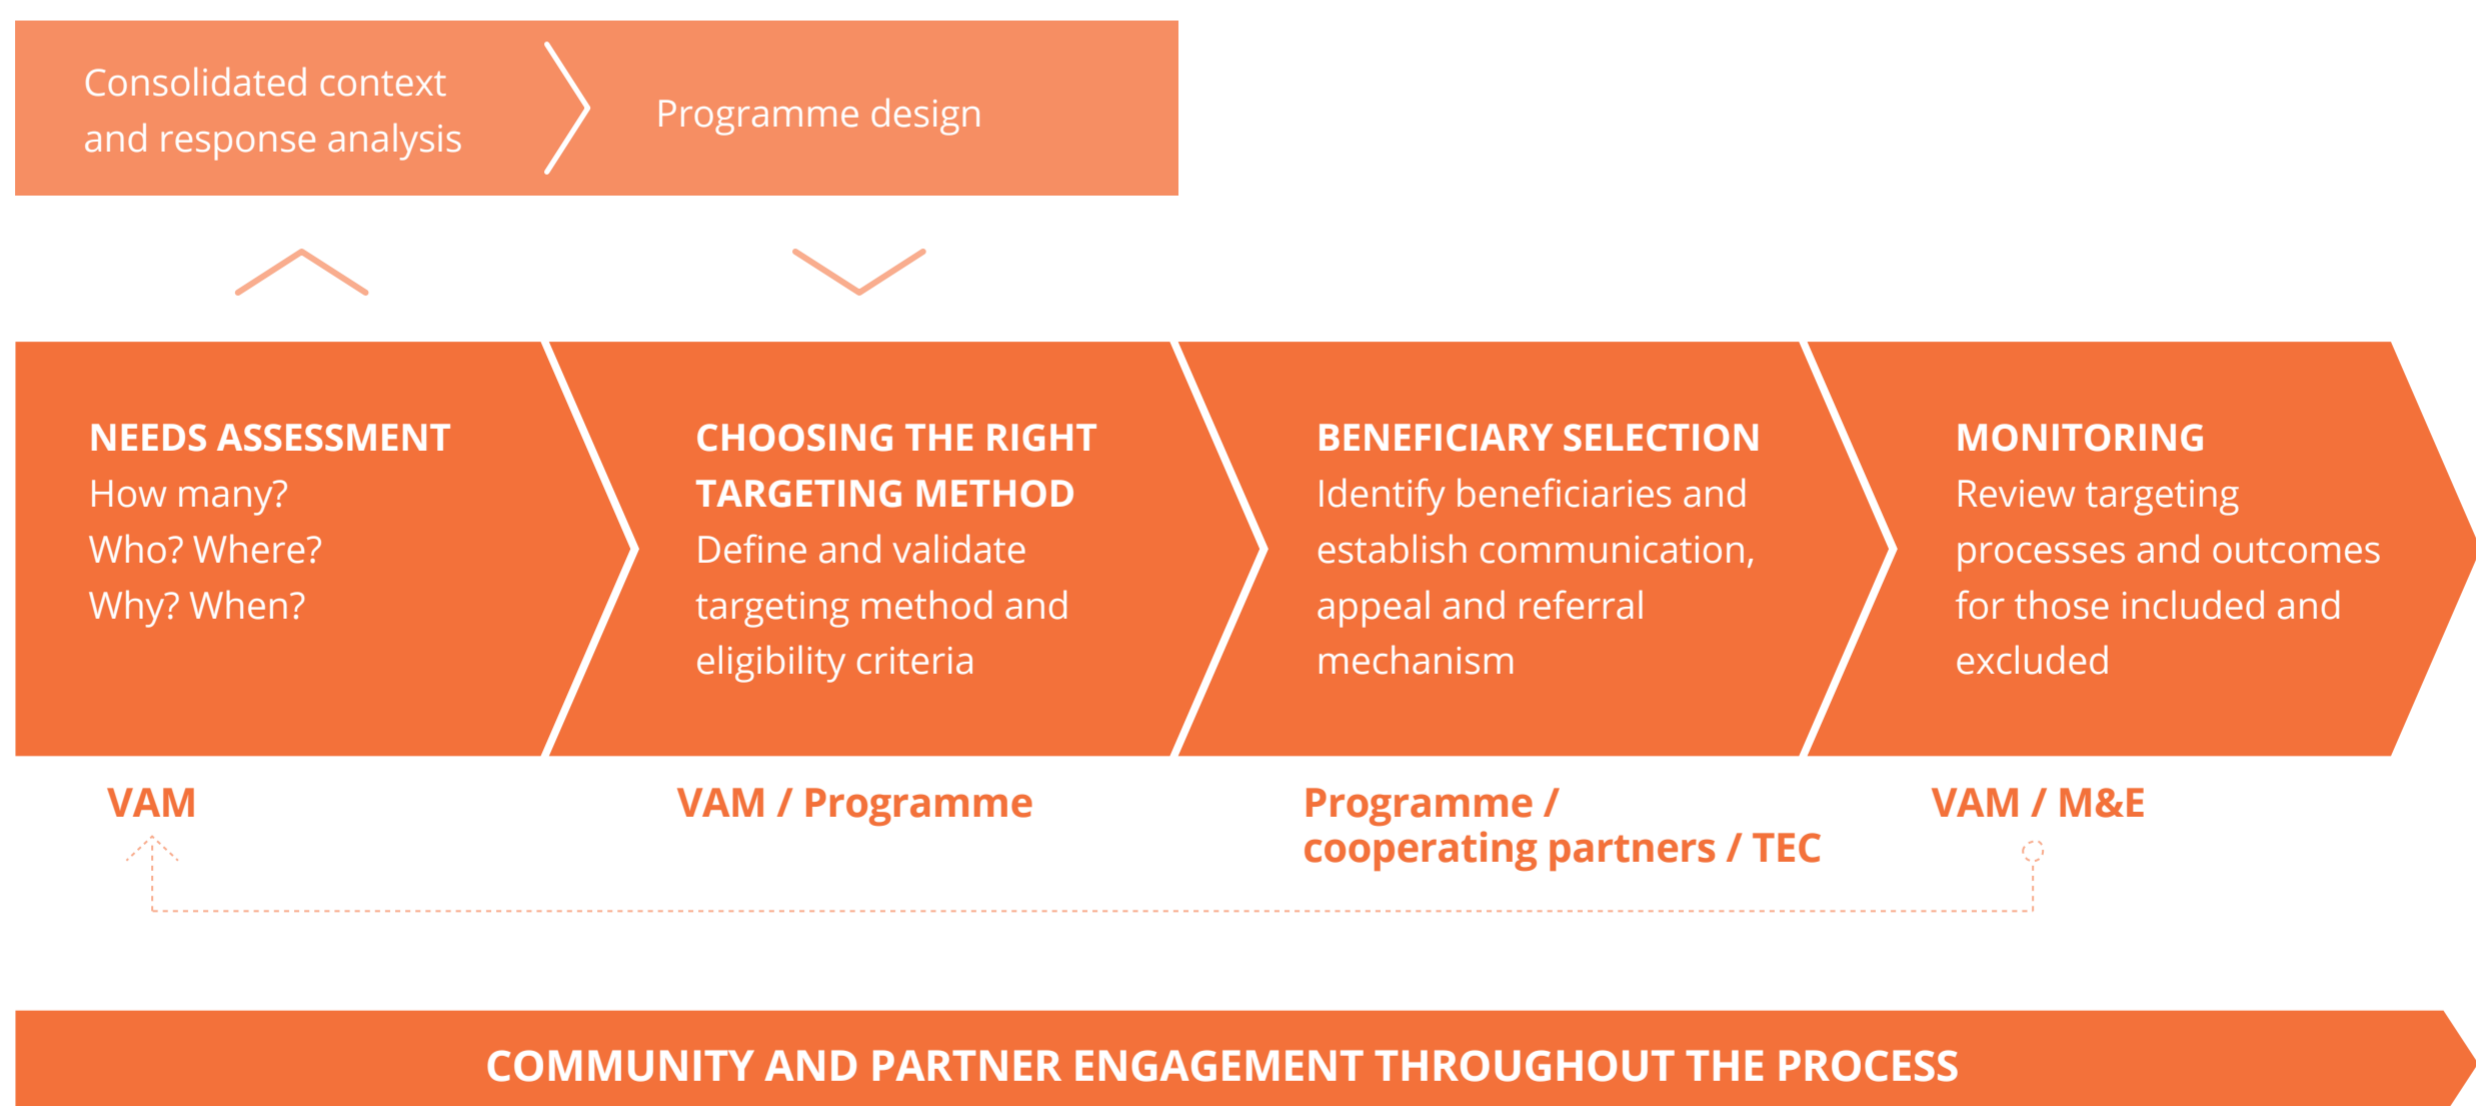 Consolidated context
and response analysis
Programme design
NEEDS ASSESSMENT
How many?
Who? Where?
Why? When?
CHOOSING THE RIGHT
TARGETING METHOD
Define and validate
targeting method and
eligibility criteria
BENEFICIARY SELECTION
Identify beneficiaries and
establish communication,
appeal and referral
mechanism
MONITORING
Review targeting
processes and outcomes
for those included and
excluded
VAM
VAM / Programme
Programme /
cooperating partners / TEC
VAM / M&E
COMMUNITY AND PARTNER ENGAGEMENT THROUGHOUT THE PROCESS